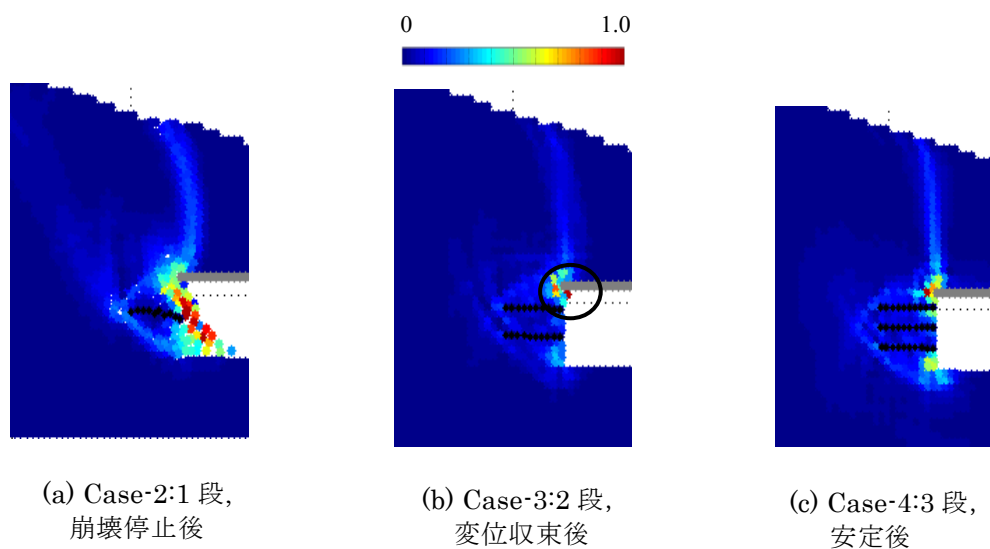 0 1.0
(a) Case-2:1 段,
崩壊停止後
(b) Case-3:2 段,
変位収束後
(c) Case-4:3 段,
安定後